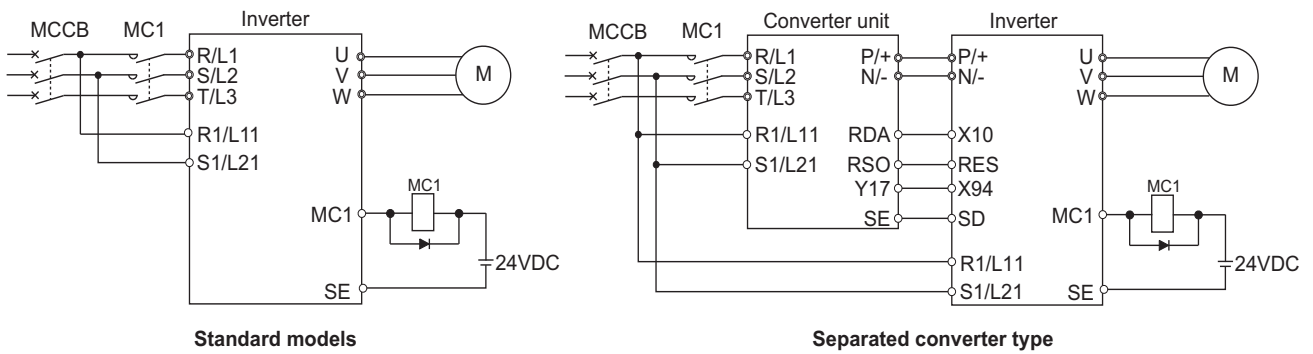 Inverter
MCCB MC1
R/L1
S/L2
T/L3
R1/L11
S1/L21
U
V
W
M
MC1
MC1
24VDC
SE
Standard models
Converter unit
Inverter
MCCB MC1
R/L1
S/L2
T/L3
R1/L11
S1/L21
P/+
N/-
RDA
RSO
Y17
SE
P/+
N/-
X10
RES
X94
SD
R1/L11
S1/L21
U
V
W
M
MC1
MC1
24VDC
SE
Separated converter type